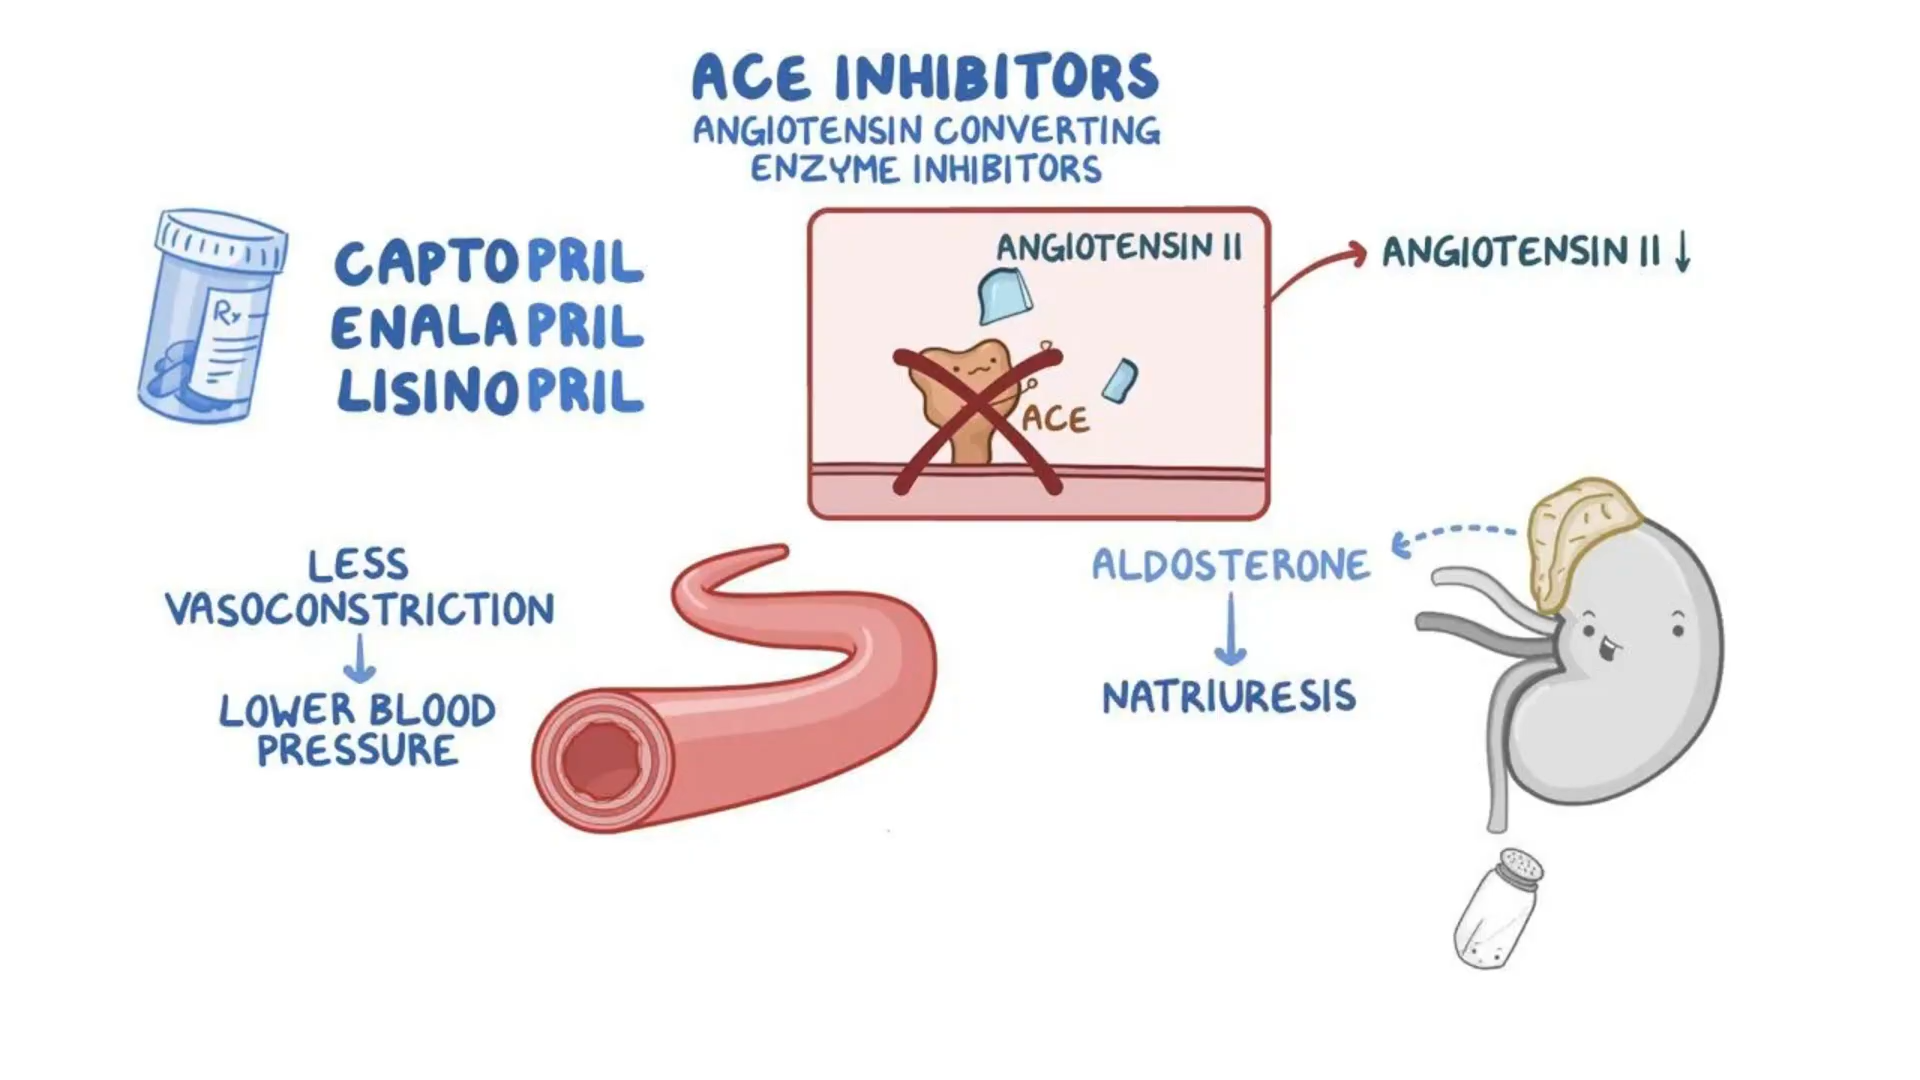 ACE INHIBITORS
ANGIOTENSIN CONVERTING
ENZYME INHIBITORS
Rx
CAPTOPRIL
ENALAPRIL
LISINOPRIL
ANGIOTENSIN II
ACE
ANGIOTENSIN II ↓
LESS
VASOCONSTRICTION
LOWER BLOOD
PRESSURE
ALDOSTERONE
NATRIURESIS